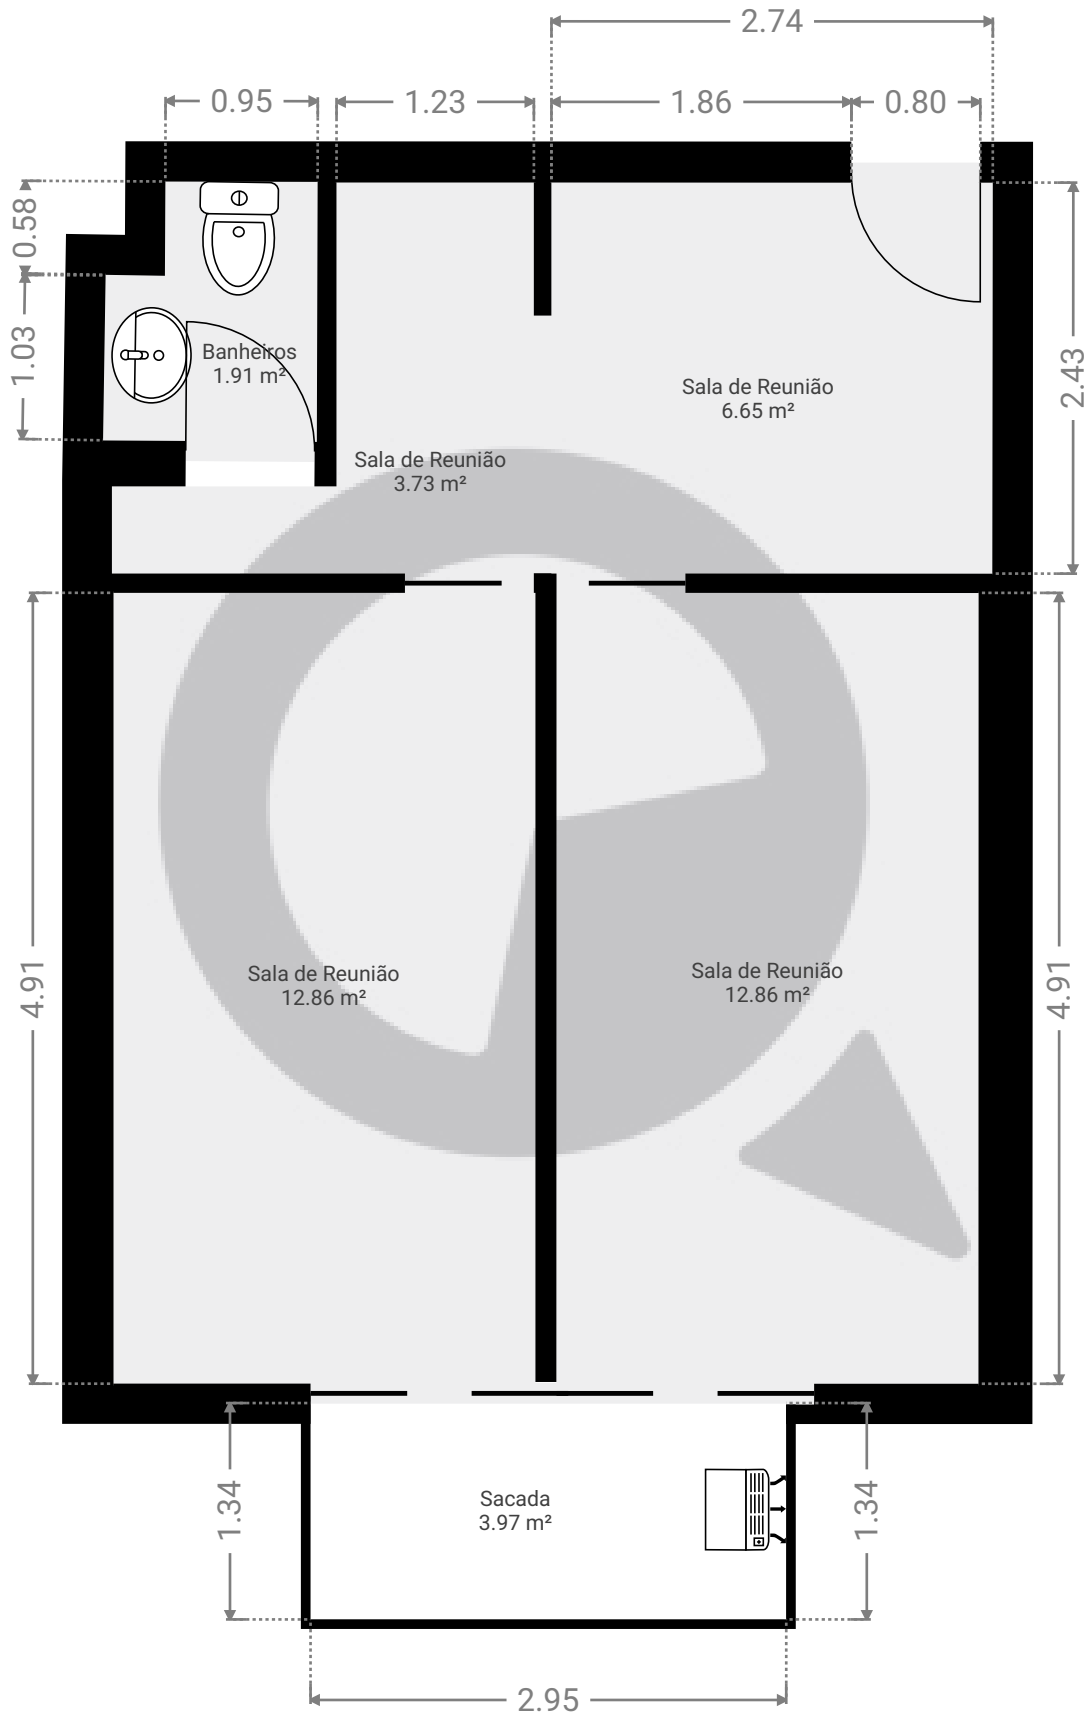 2.74
0.95
1.23
1.86
0.80
0.58
1.03
2.43
Banheiros
1.91 m²
Sala de Reunião
6.65 m²
Sala de Reunião
3.73 m²
4.91
4.91
Sala de Reunião
12.86 m²
Sala de Reunião
12.86 m²
1.34
1.34
Sacada
3.97 m²
2.95